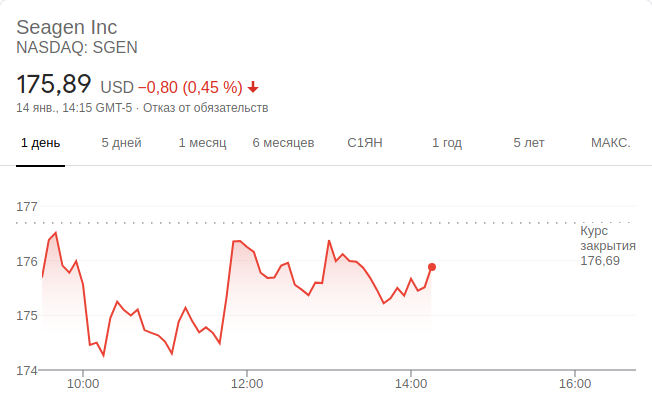 Seagen Inc
NASDAQ: SGEN
175,89 USD −0,80 (0,45 %)
14 янв., 14:15 GMT-5 · Отказ от обязательств
1 день 5 дней 1 месяц 6 месяцев С1ЯН 1 год 5 лет МАКС.
177
Курс
закрытия
176,69
176
175
174
10:00 12:00 14:00 16:00